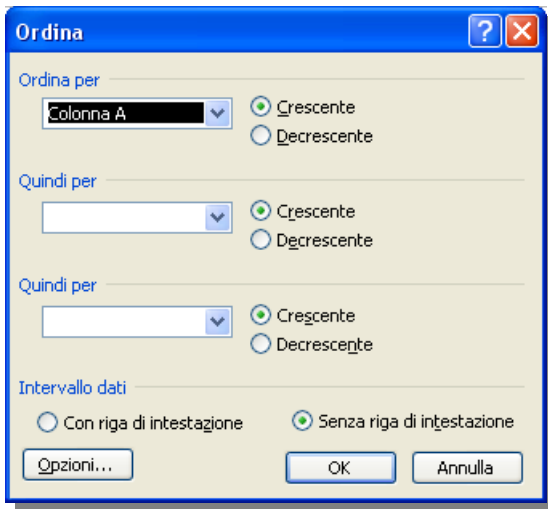 Ordina
Ordina per
Colonna A
Crescente
Decrescente
Quindi per
Crescente
Decrescente
Quindi per
Crescente
Decrescente
Intervallo dati
Con riga di intestazione
Senza riga di intestazione
Opzioni...
OK
Annulla